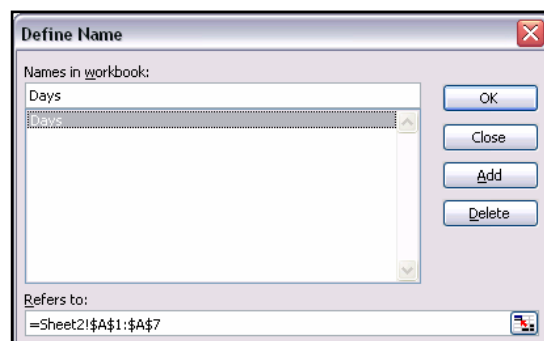 Define Name
Names in workbook:
Days
Days
OK
Close
Add
Delete
Refers to:
=Sheet2!$A$1:$A$7